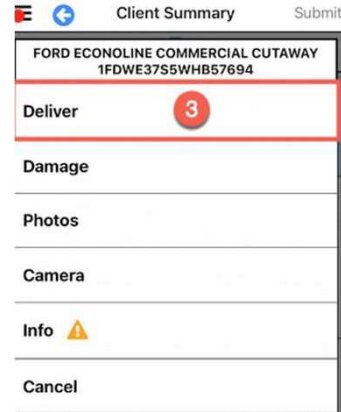 Client Summary Submit
FORD ECONOLINE COMMERCIAL CUTAWAY
1FDWE37S5WHB57694
Deliver 3
Damage
Photos
Camera
Info
Cancel